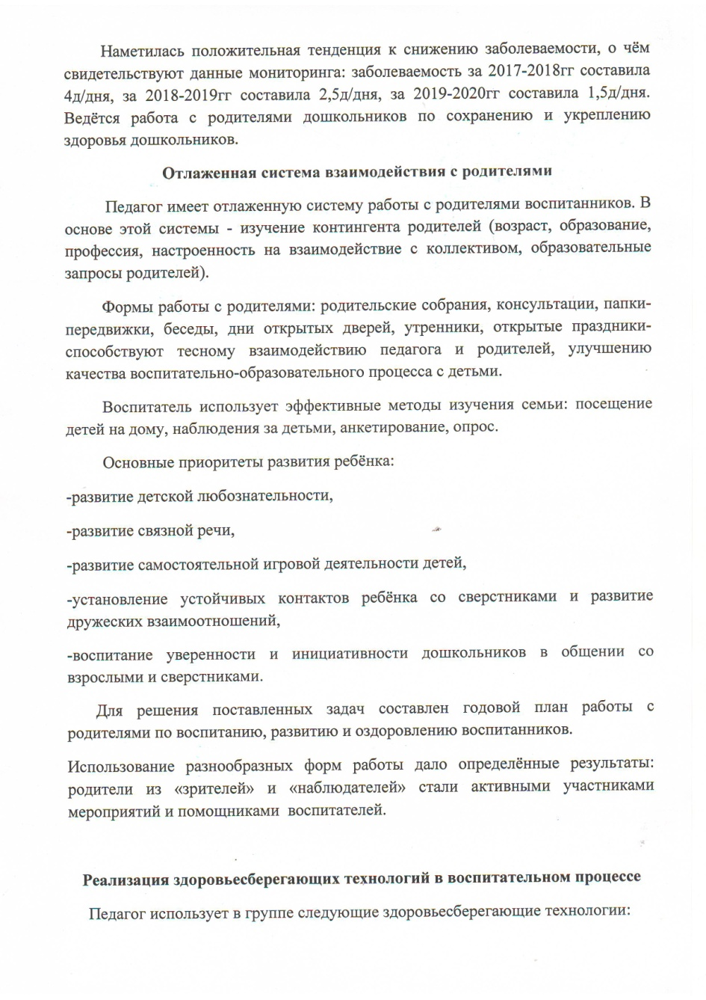 Наметилась положительная тенденция к снижению заболеваемости, о чём
свидетельствуют данные мониторинга: заболеваемость за 2017-2018гг составила
4д/дня, за 2018-2019гг составила 2,5д/дня, за 2019-2020гг составила 1,5д/дня.
Ведётся работа с родителями дошкольников по сохранению и укреплению
здоровья дошкольников.
Отлаженная система взаимодействия с родителями
Педагог имеет отлаженную систему работы с родителями воспитанников. В
основе этой системы - изучение контингента родителей (возраст, образование,
профессия, настроенность на взаимодействие с коллективом, образовательные
запросы родителей).
Формы работы с родителями: родительские собрания, консультации, папки-
передвижки, беседы, дни открытых дверей, утренники, открытые праздники-
способствуют тесному взаимодействию педагога и родителей, улучшению
качества воспитательно-образовательного процесса с детьми.
Воспитатель использует эффективные методы изучения семьи: посещение
детей на дому, наблюдения за детьми, анкетирование, опрос.
Основные приоритеты развития ребёнка:
-развитие детской любознательности,
-развитие связной речи,
-развитие самостоятельной игровой деятельности детей,
-установление устойчивых контактов ребёнка со сверстниками и развитие
дружеских взаимоотношений,
-воспитание уверенности и инициативности дошкольников в общении со
взрослыми и сверстниками.
Для решения поставленных задач составлен годовой план работы с
родителями по воспитанию, развитию и оздоровлению воспитанников.
Использование разнообразных форм работы дало определённые результаты:
родители из «зрителей» и «наблюдателей» стали активными участниками
мероприятий и помощниками воспитателей.
Реализация здоровьесберегающих технологий в воспитательном процессе
Педагог использует в группе следующие здоровьесберегающие технологии: